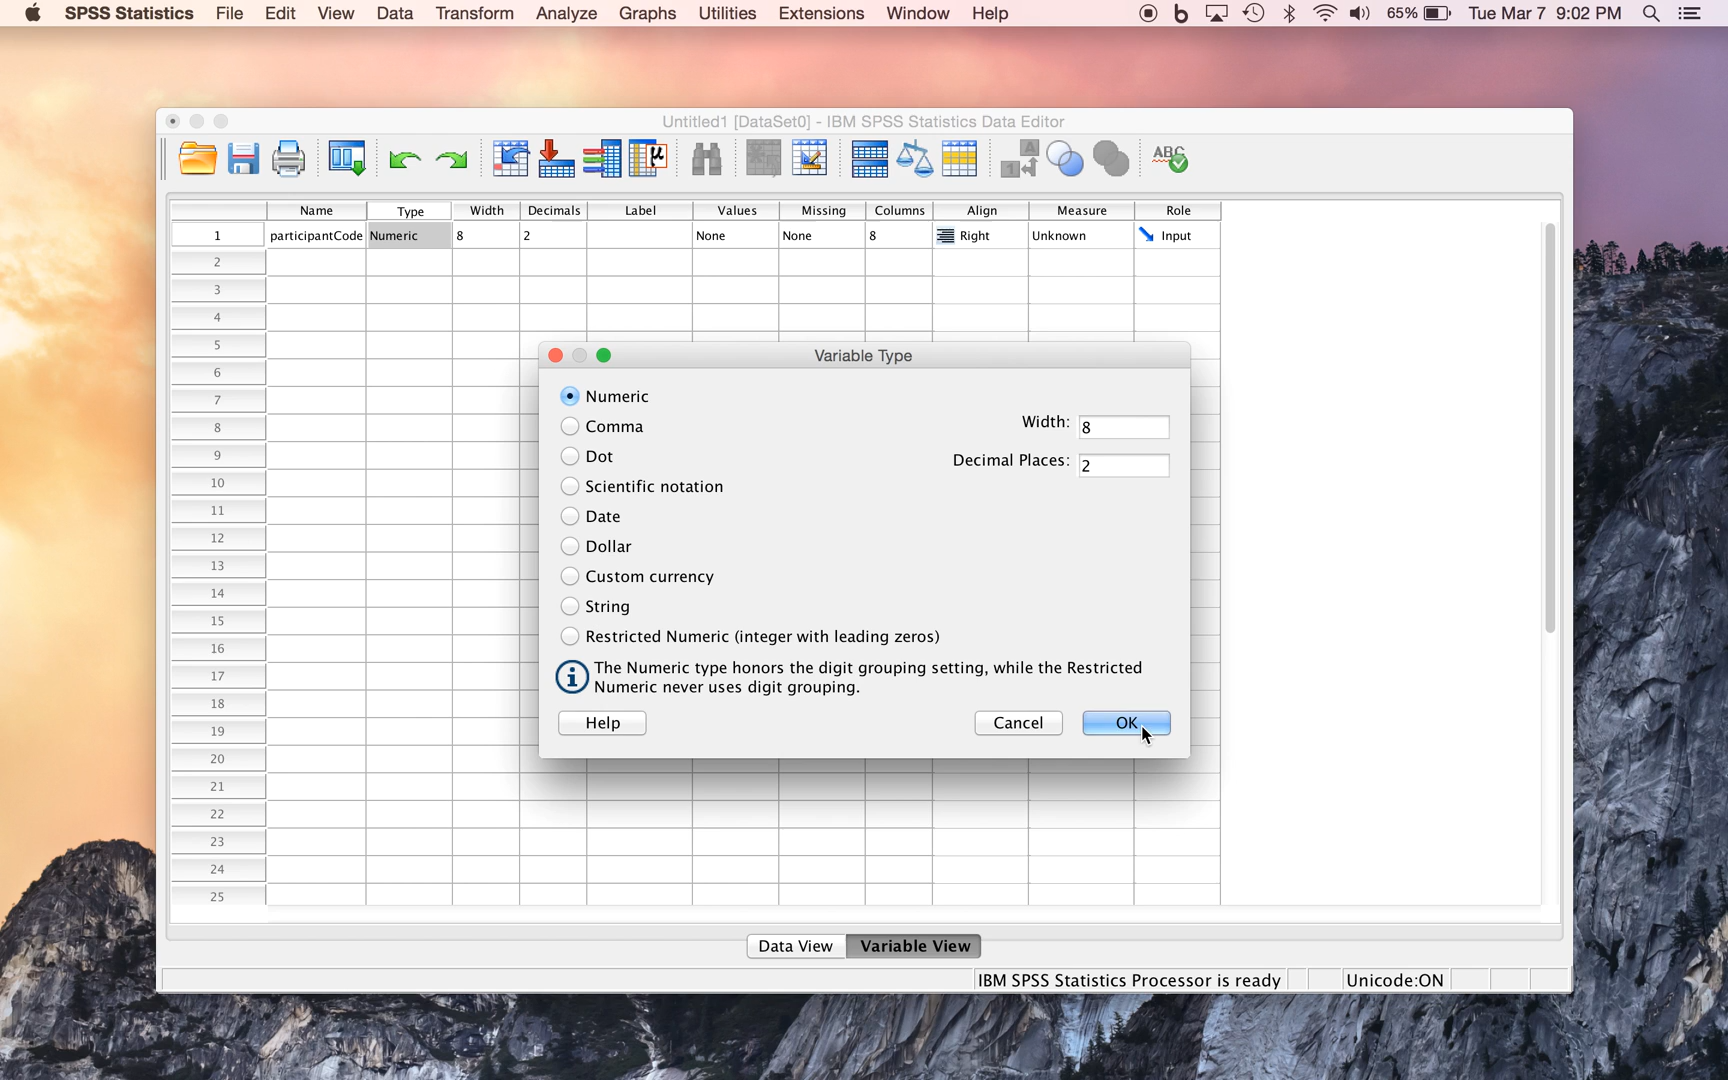 SPSS Statistics File Edit View Data Transform Analyze Graphs Utilities Extensions Window Help 65% Tue Mar 7 9:02 PM
Untitled1 [DataSet0] - IBM SPSS Statistics Data Editor
ABC
Name Type Width Decimals Label Values Missing Columns Align Measure Role
1 participantCode Numeric 8 2 None None 8 Right Unknown Input
2
3
4
5
6
7
8
9
10
11
12
13
14
15
16
17
18
19
20
21
22
23
24
25
Variable Type
Numeric
Comma
Dot
Scientific notation
Date
Dollar
Custom currency
String
Restricted Numeric (integer with leading zeros)
Width: 8
Decimal Places: 2
The Numeric type honors the digit grouping setting, while the Restricted
Numeric never uses digit grouping.
Help Cancel OK
Data View Variable View
IBM SPSS Statistics Processor is ready Unicode:ON